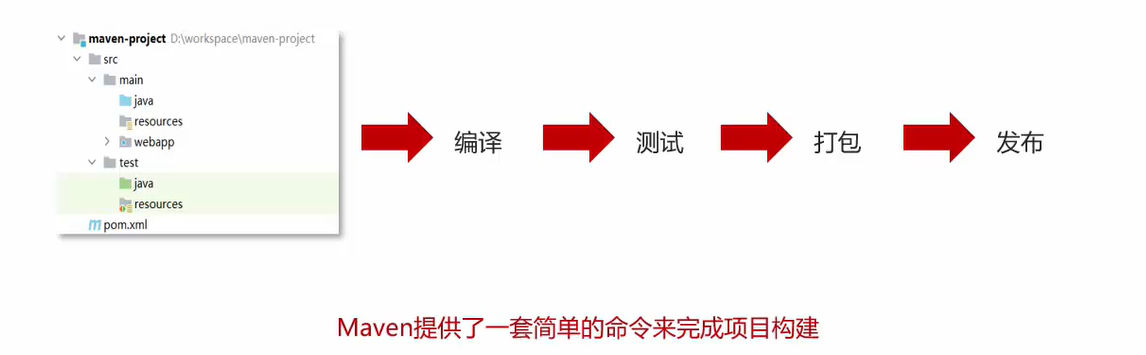 maven-project D:\workspace\maven-project
src
main
java
resources
webapp
test
java
resources
pom.xml
编译
测试
打包
发布
Maven提供了一套简单的命令来完成项目构建